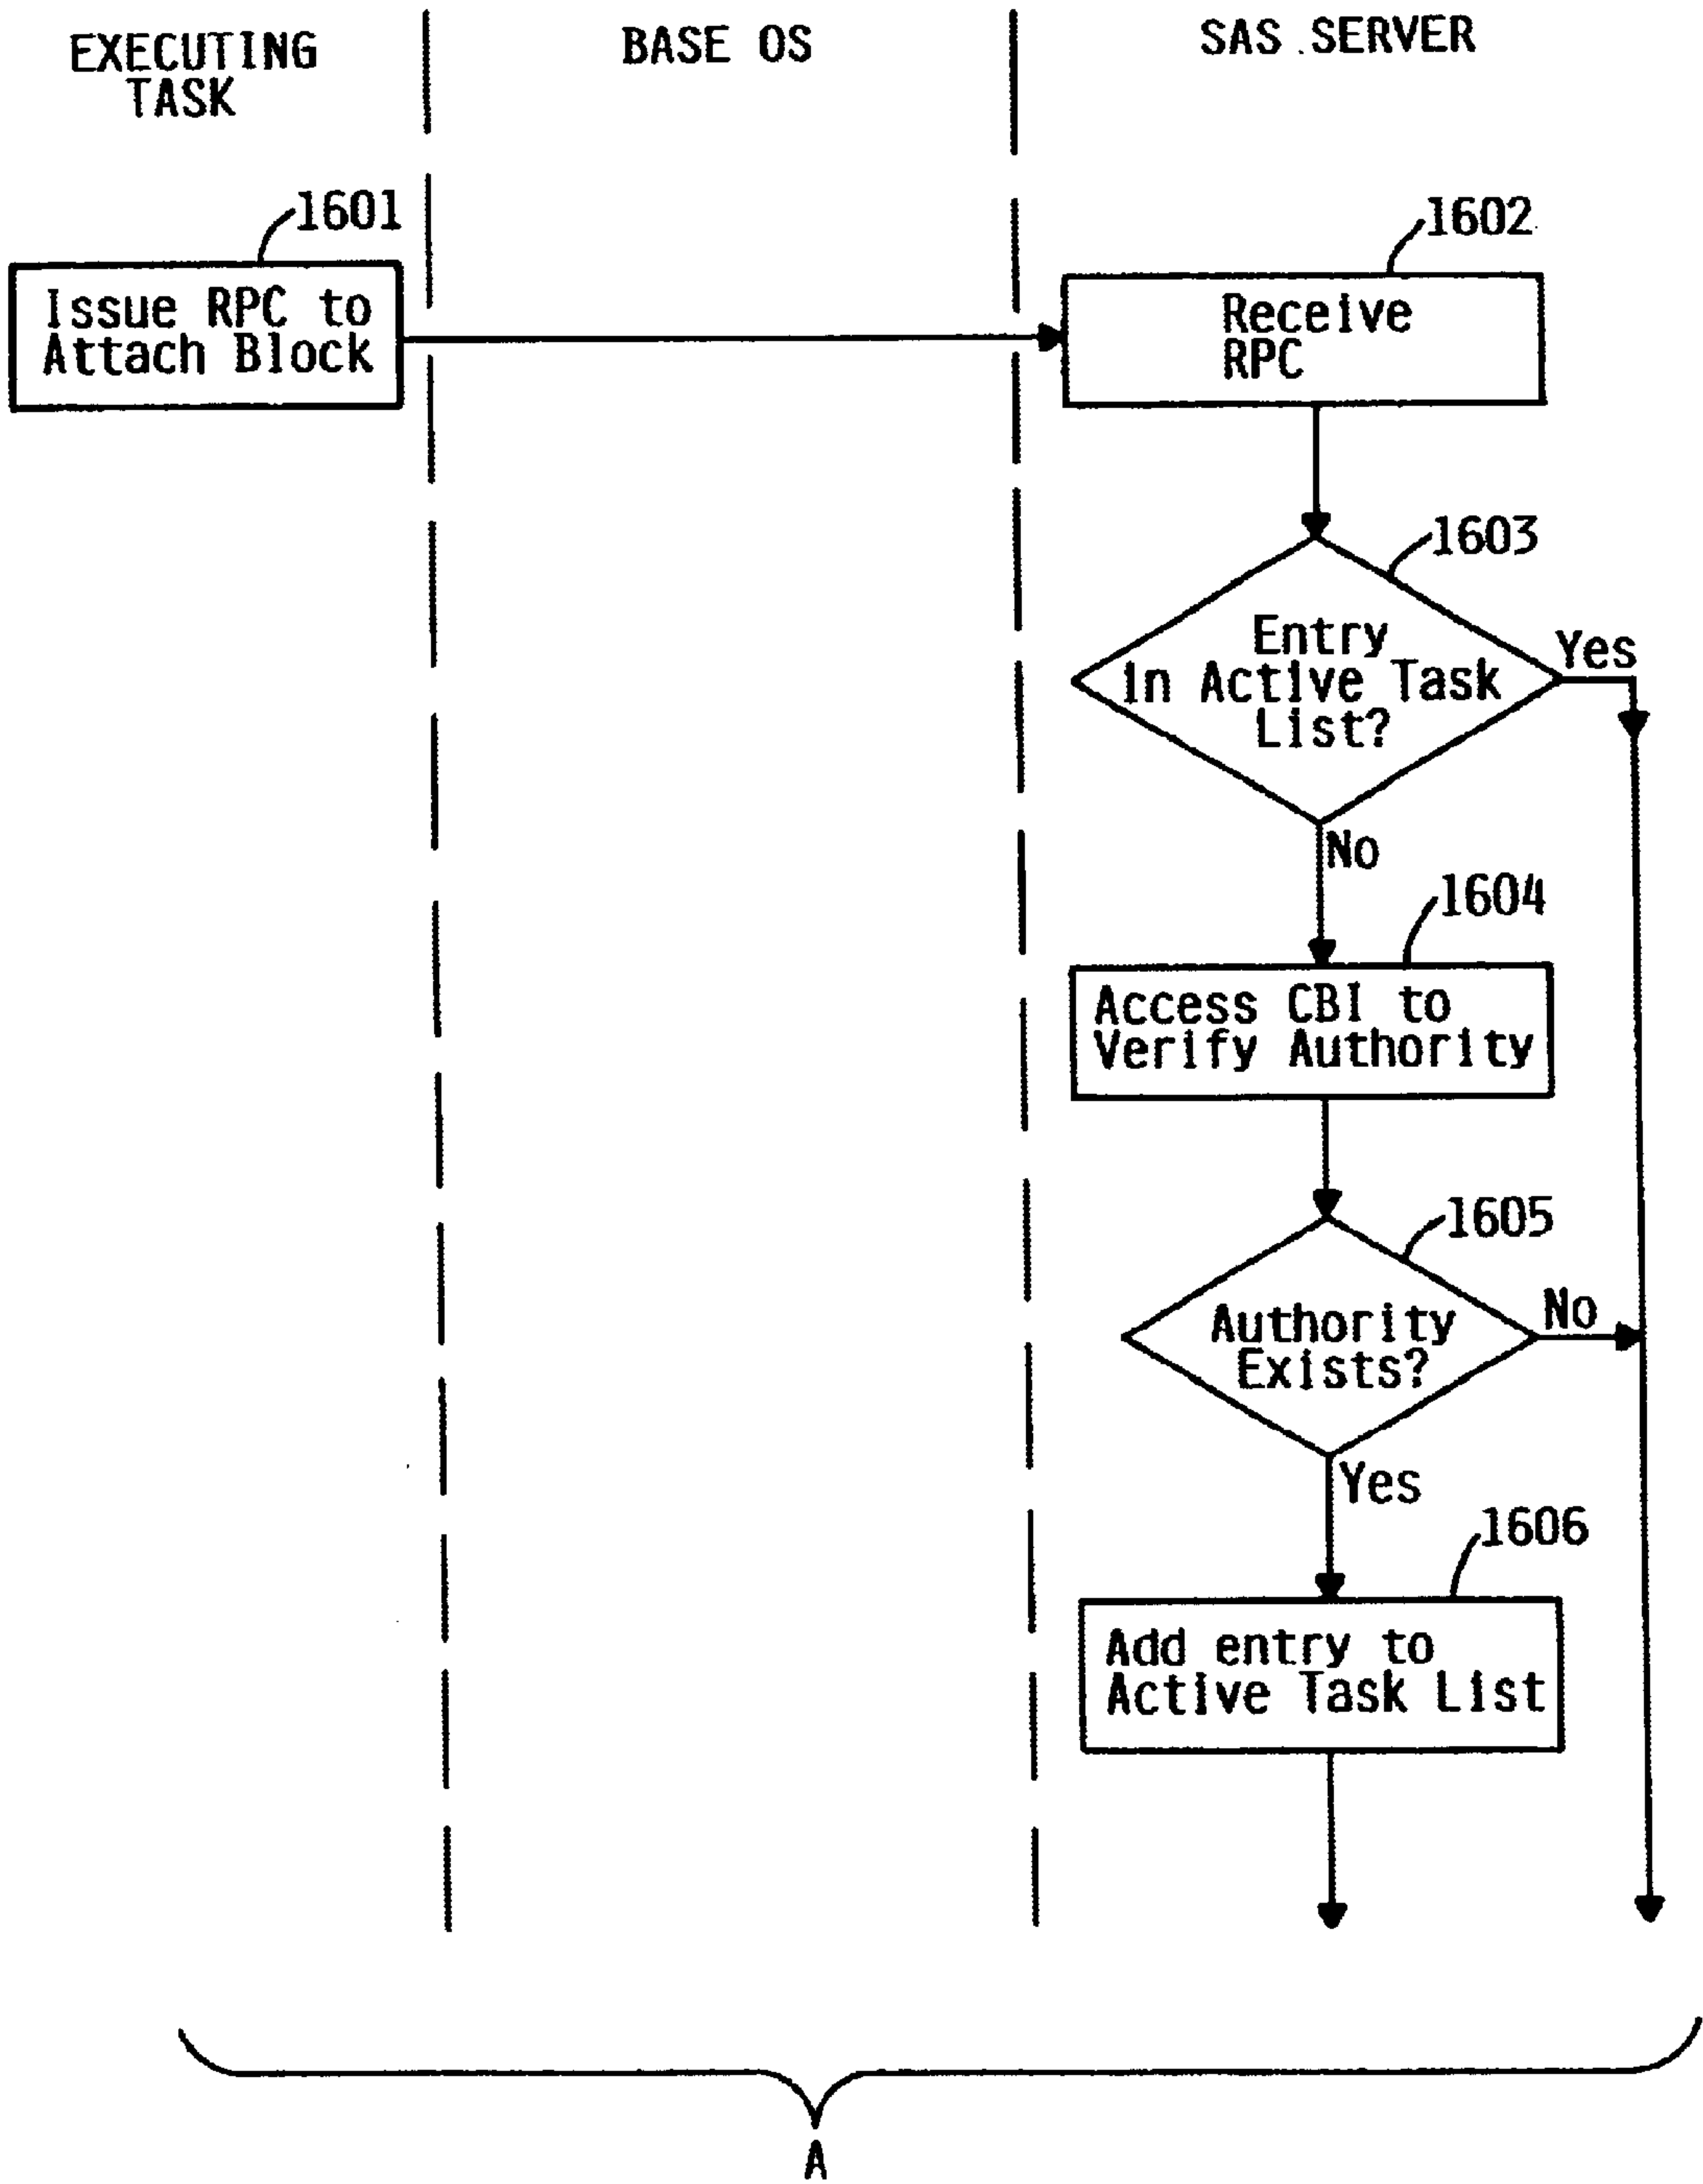 EXECUTING
TASK
BASE OS
SAS SERVER
1601
Issue RPC to
Attach Block
1602
Receive
RPC
1603
Entry
in Active Task
List?
Yes
No
1604
Access CBI to
Verify Authority
1605
Authority
Exists?
No
Yes
1606
Add entry to
Active Task List
A